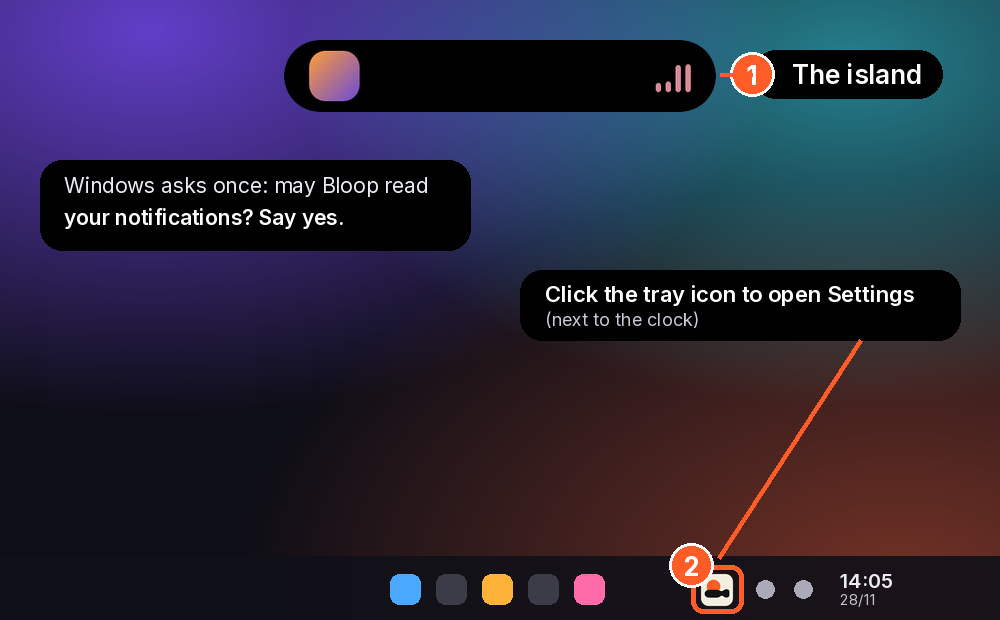 1 The island
Windows asks once: may Bloop read
your notifications? Say yes.
Click the tray icon to open Settings
(next to the clock)
2
14:05
28/11